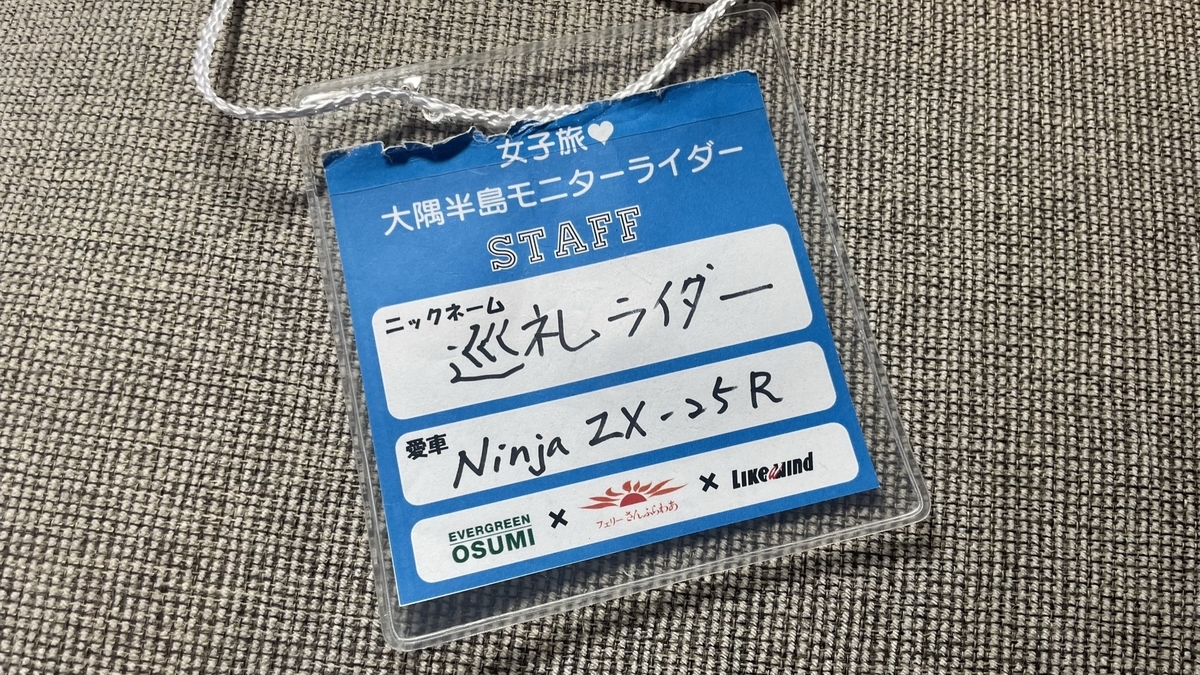 女子旅♥
大隅半島モニターライダー
STAFF
ニックネーム
巡礼ライダー
愛車
Ninja ZX-25R
EVERGREEN
OSUMI
×
フェリーさんふらわあ
×
LIKEWIND